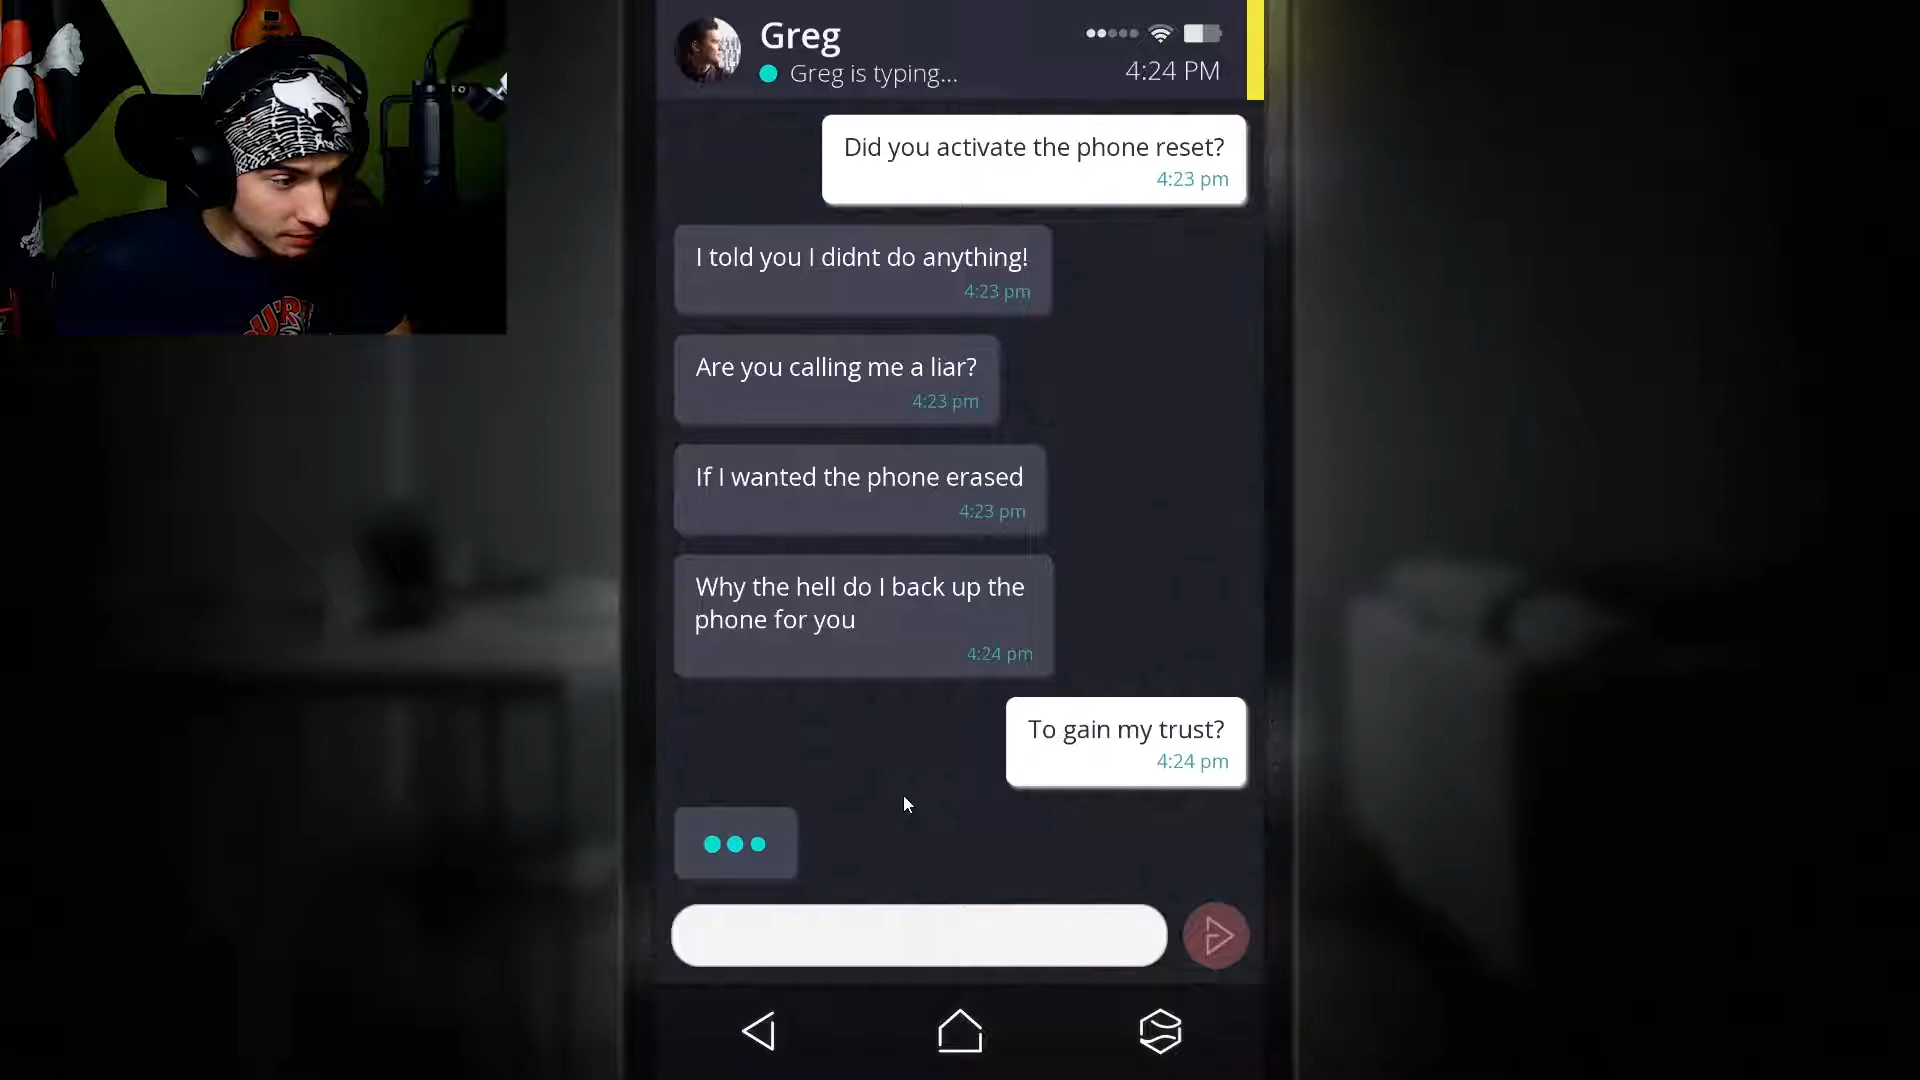 Greg
Greg is typing...
4:24 PM
Did you activate the phone reset?
4:23 pm
I told you I didnt do anything!
4:23 pm
Are you calling me a liar?
4:23 pm
If I wanted the phone erased
4:23 pm
Why the hell do I back up the
phone for you
4:24 pm
To gain my trust?
4:24 pm